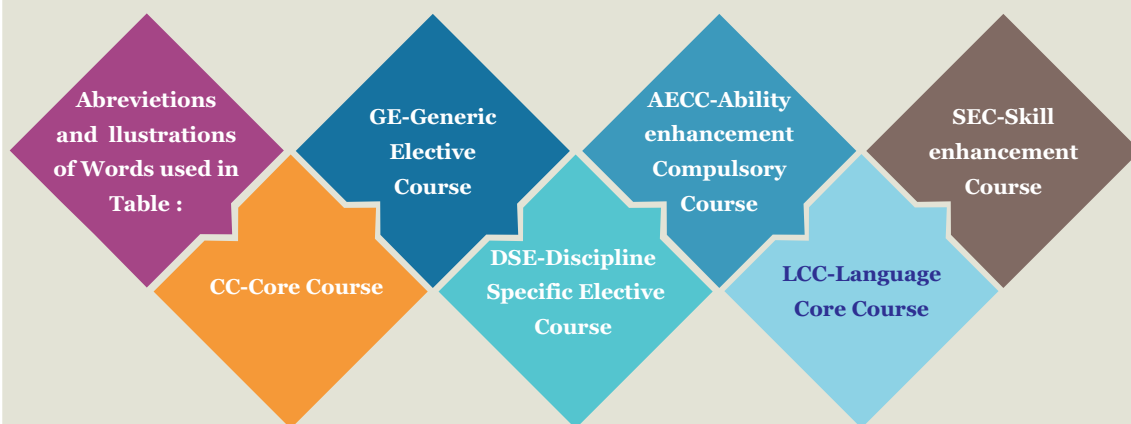 Abrevietions
and llustrations
of Words used in
Table :
CC-Core Course
GE-Generic
Elective
Course
DSE-Discipline
Specific Elective
Course
AECC-Ability
enhancement
Compulsory
Course
LCC-Language
Core Course
SEC-Skill
enhancement
Course